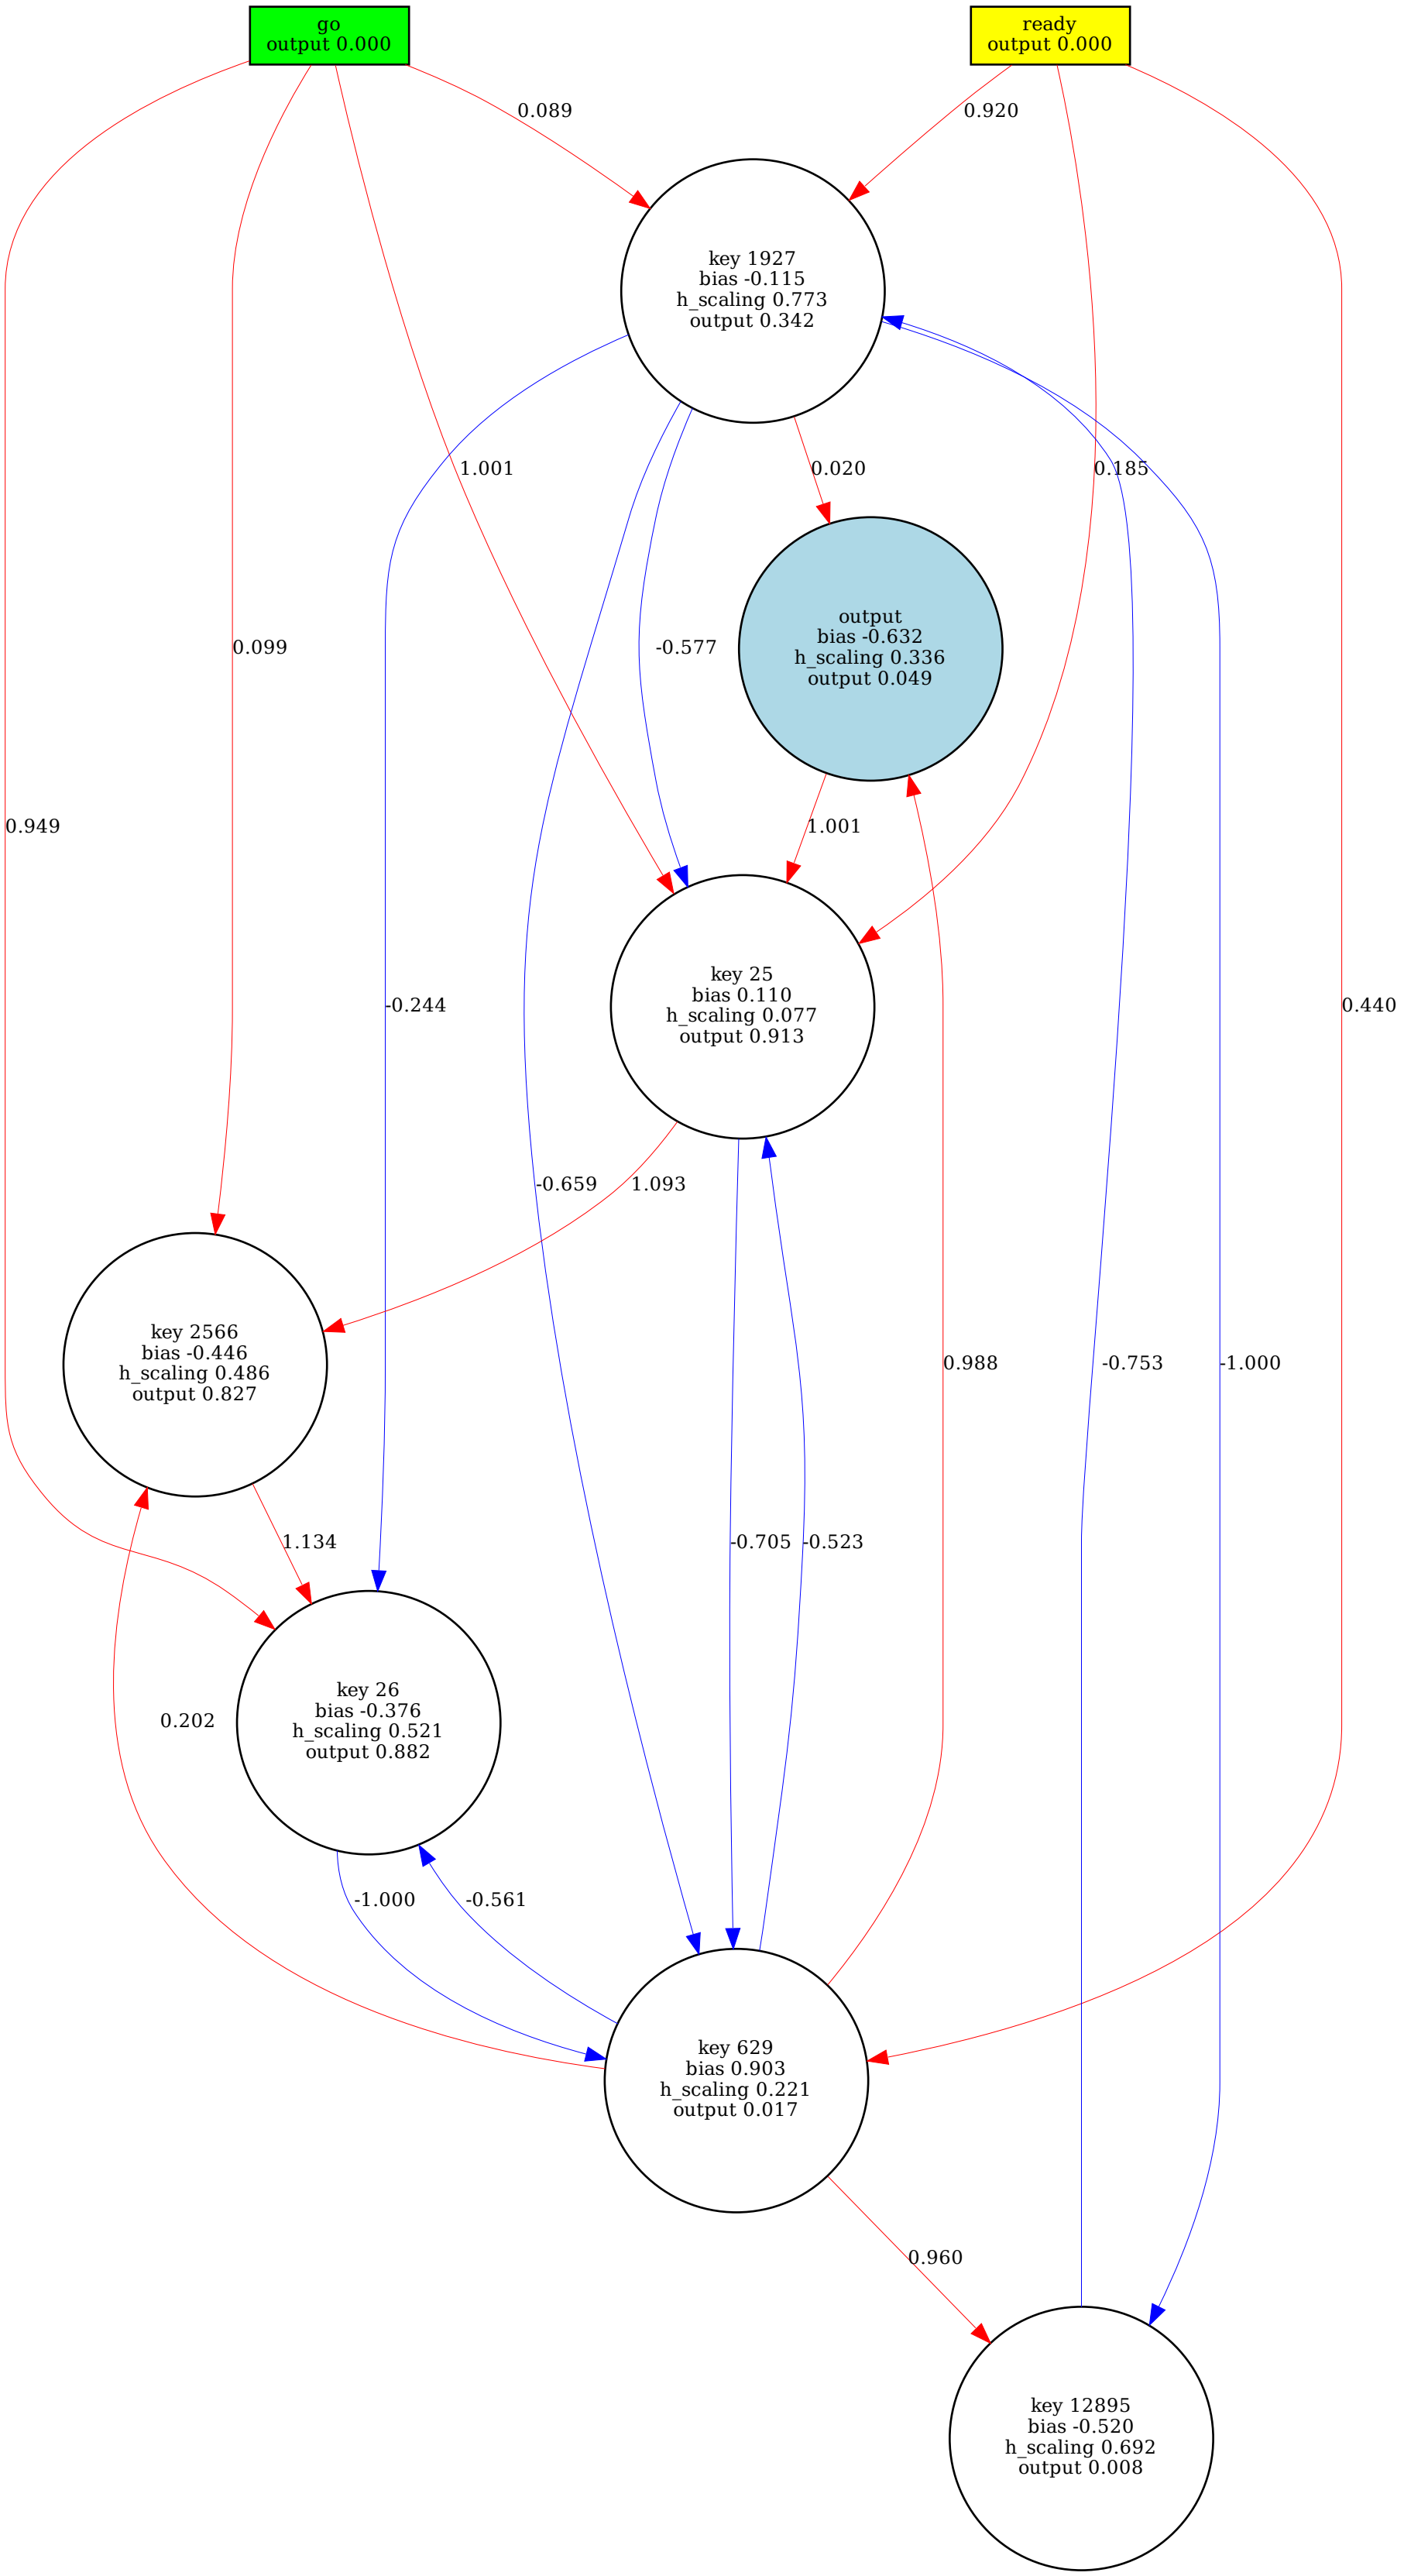 go
output 0.000
ready
output 0.000
0.089
0.920
key 1927
bias -0.115
h_scaling 0.773
output 0.342
1.001
0.020
0.185
0.099
-0.577
output
bias -0.632
h_scaling 0.336
output 0.049
0.949
1.001
-0.244
key 25
bias 0.110
h_scaling 0.077
output 0.913
0.440
-0.659
1.093
key 2566
bias -0.446
h_scaling 0.486
output 0.827
0.988
-0.753
-1.000
1.134
-0.705
-0.523
0.202
key 26
bias -0.376
h_scaling 0.521
output 0.882
-1.000
-0.561
key 629
bias 0.903
h_scaling 0.221
output 0.017
0.960
key 12895
bias -0.520
h_scaling 0.692
output 0.008